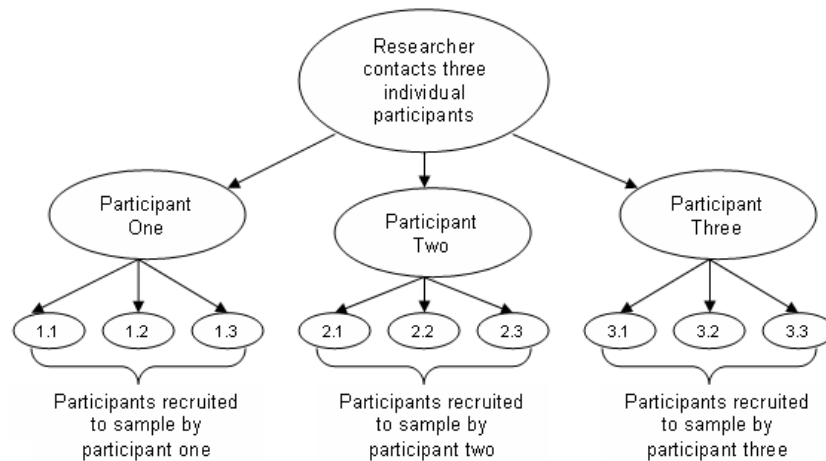 Researcher
contacts three
individual
participants
Participant
One
Participant
Two
Participant
Three
1.1
1.2
1.3
2.1
2.2
2.3
3.1
3.2
3.3
Participants recruited
to sample by
participant one
Participants recruited
to sample by
participant two
Participants recruited
to sample by
participant three